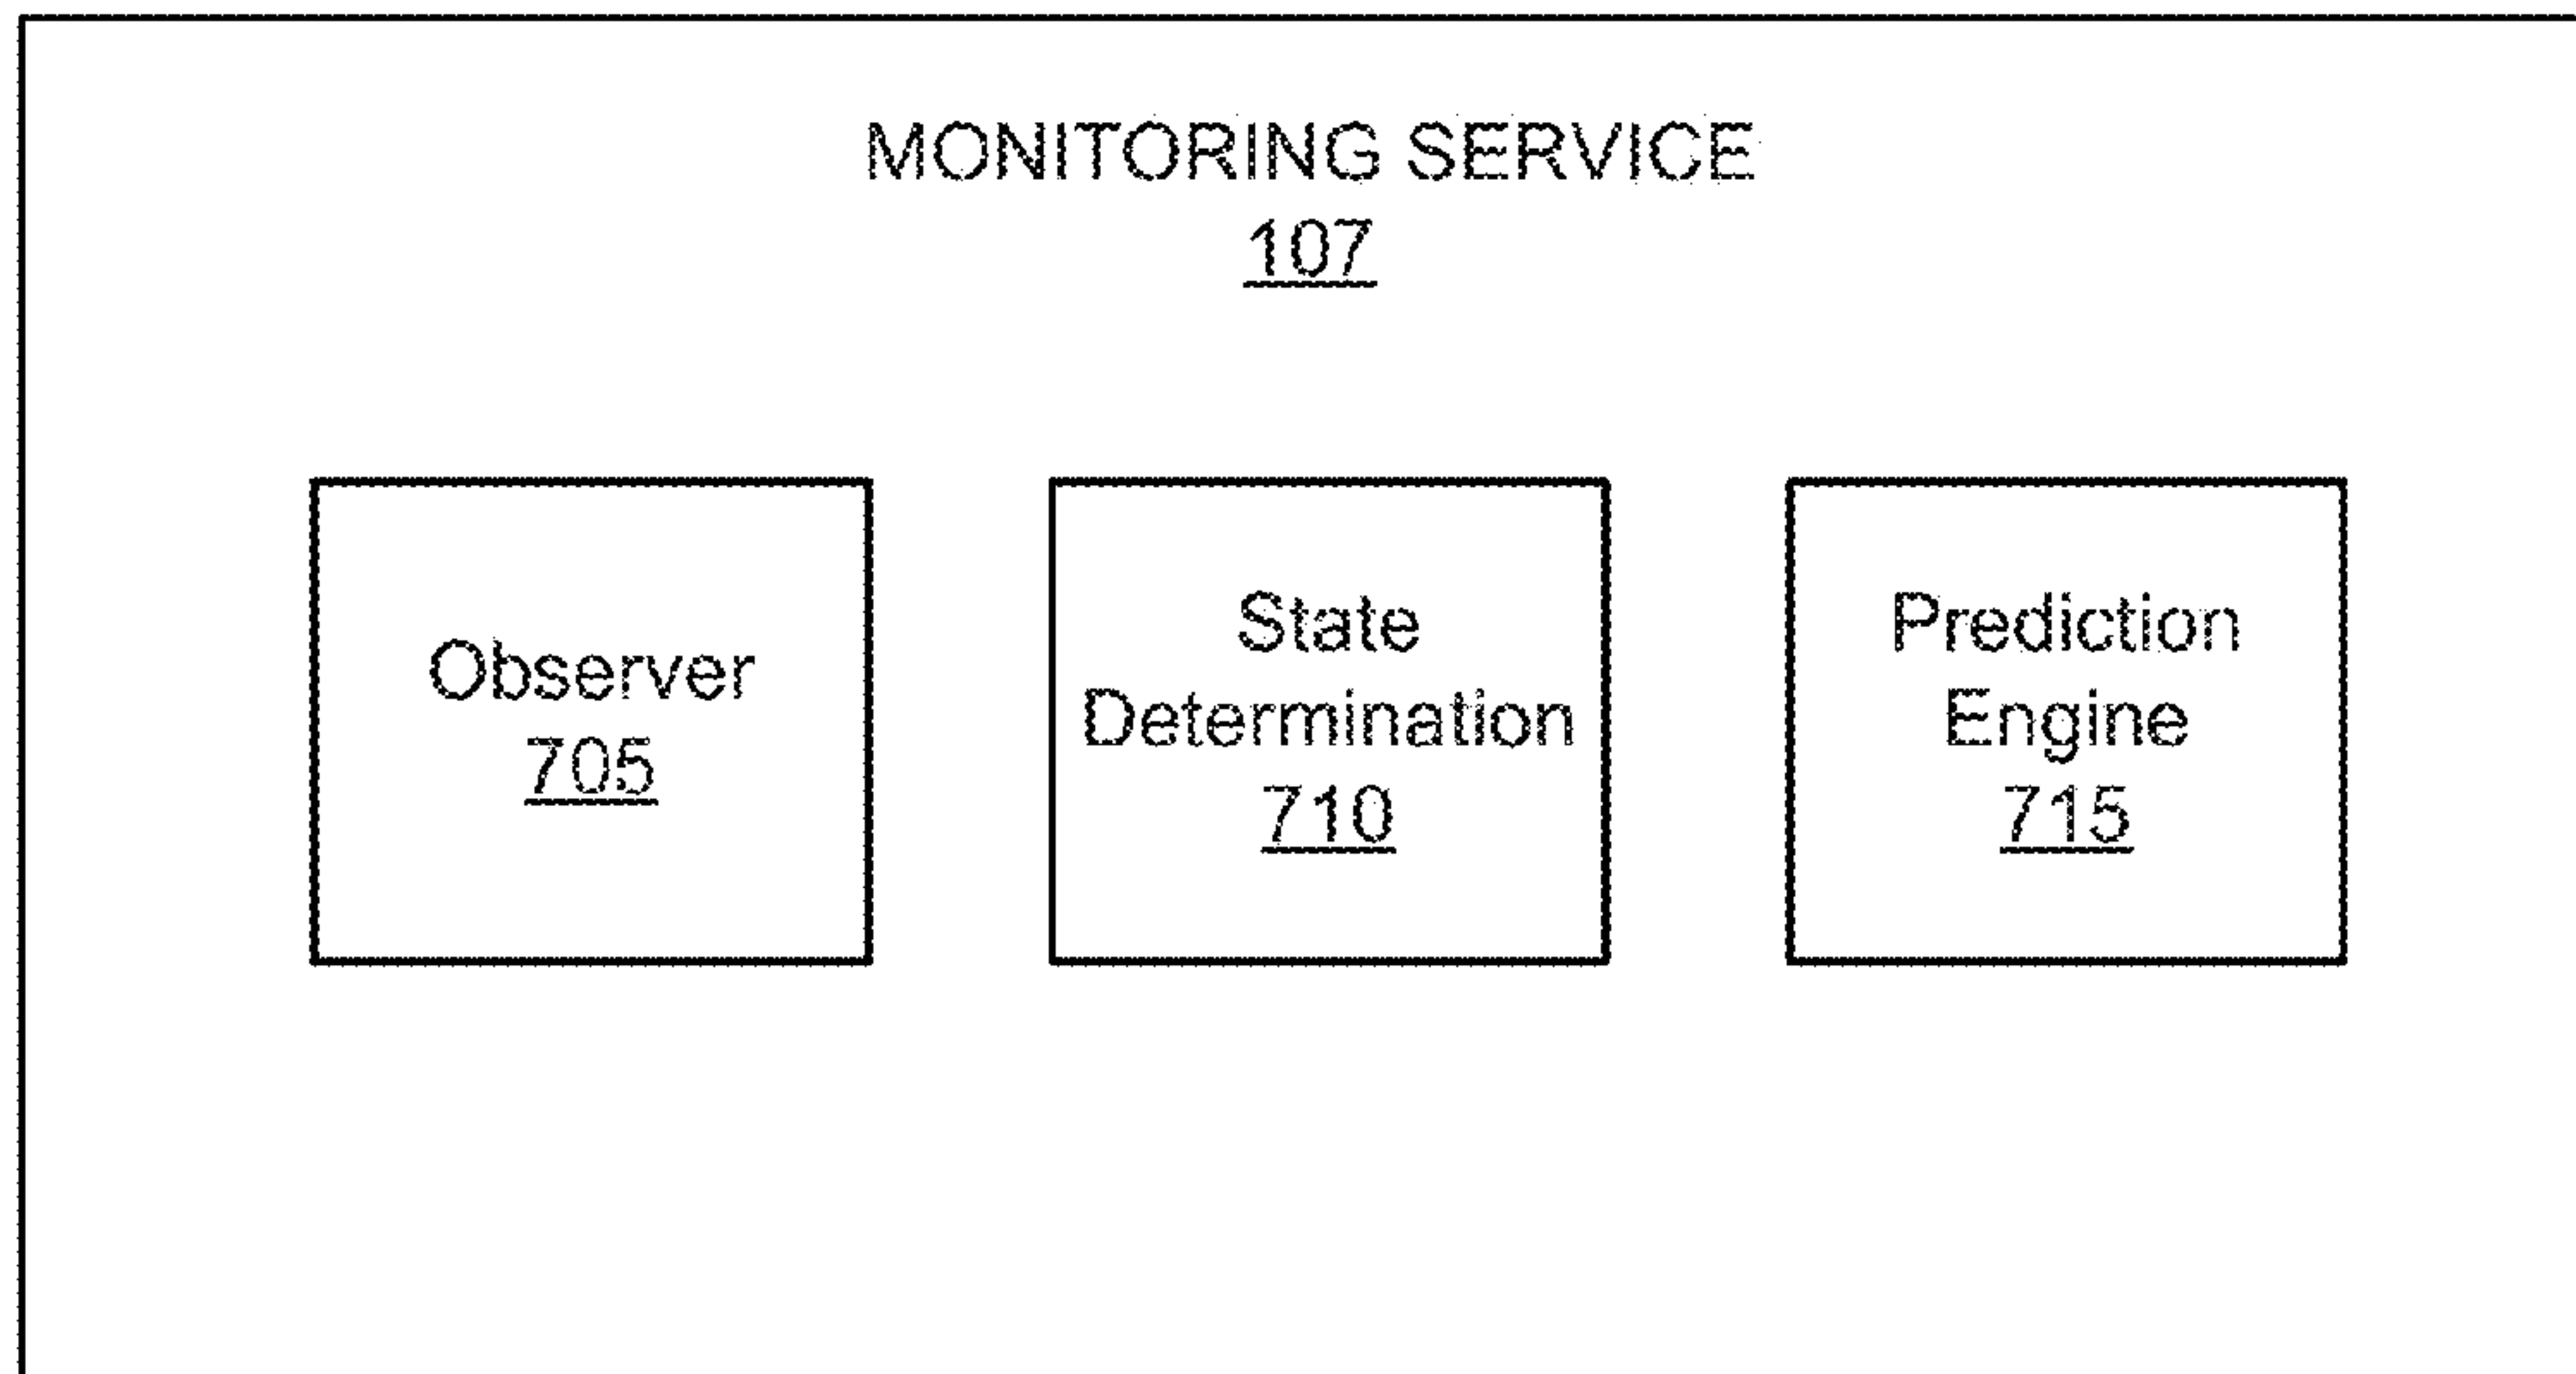 MONITORING SERVICE
107
Observer
705
State
Determination
710
Prediction
Engine
715